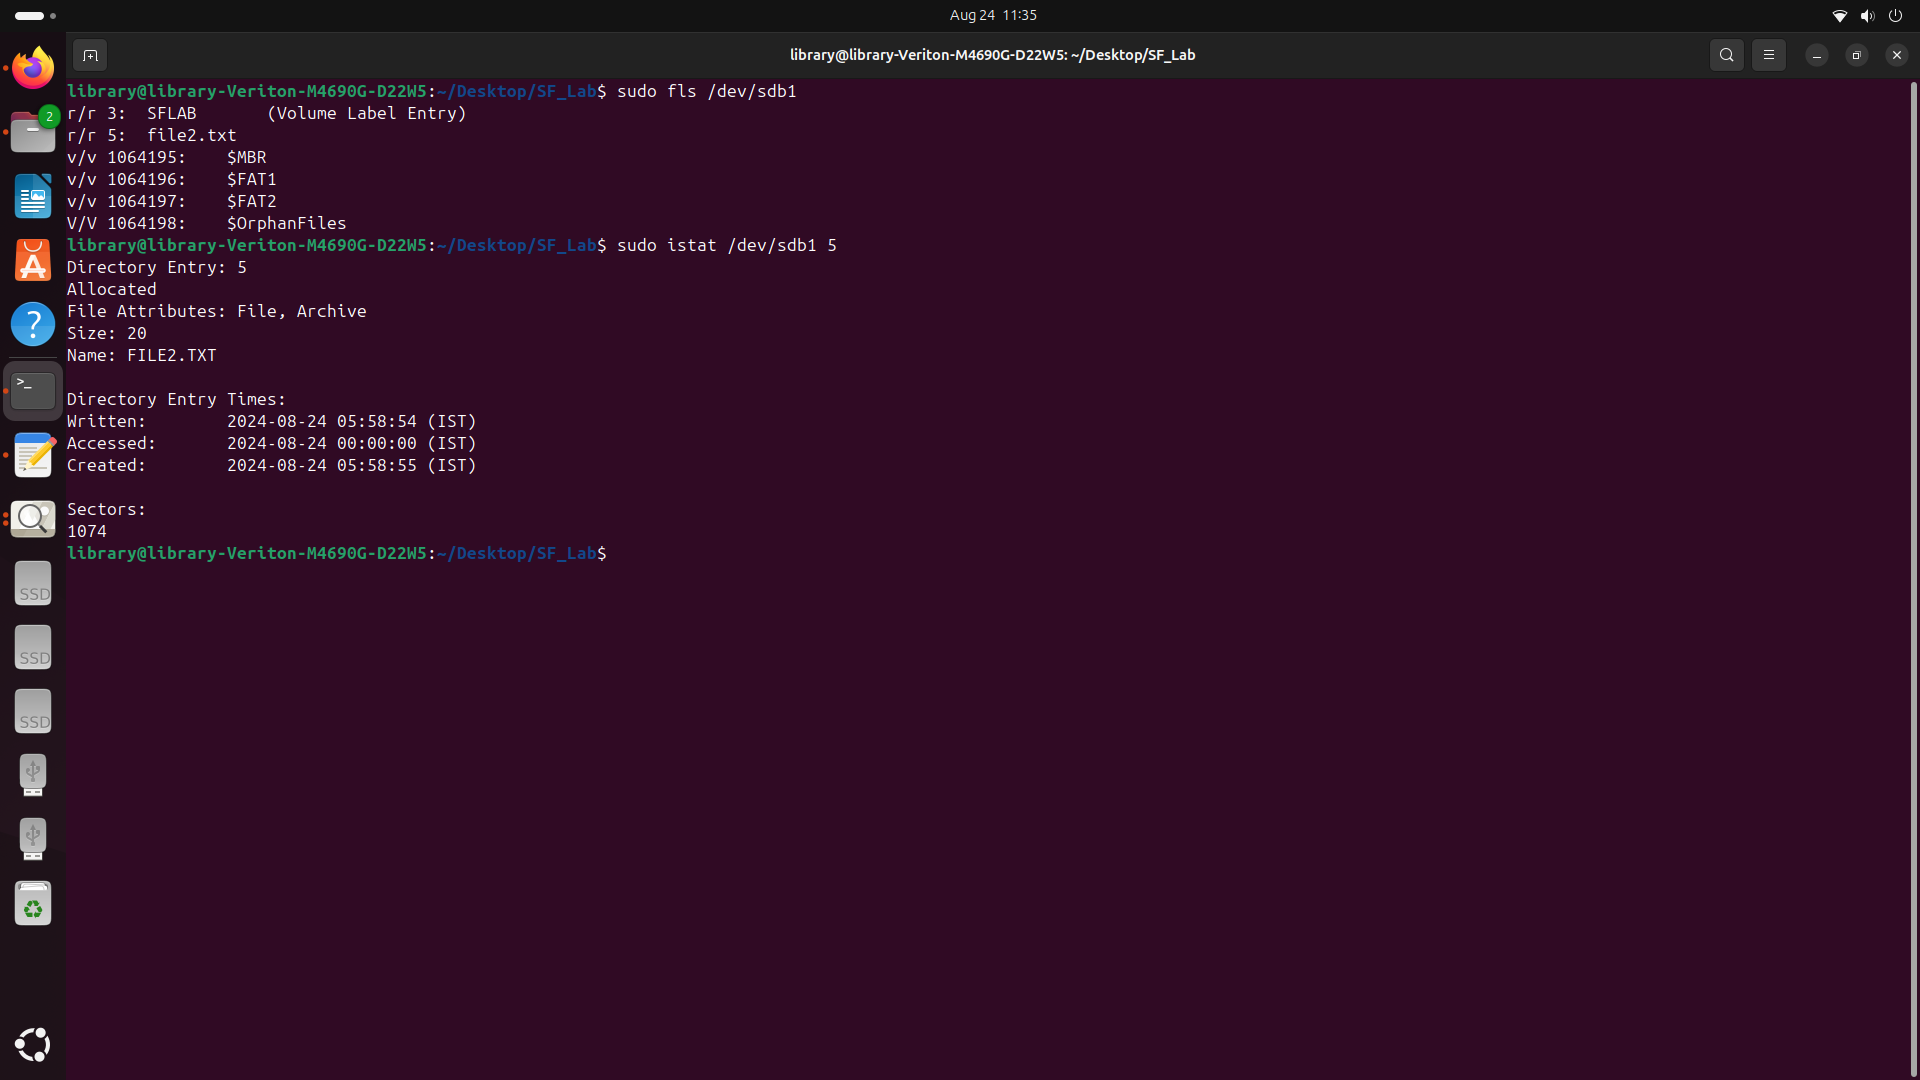 Aug 24 11:35
library@library-Veriton-M4690G-D22W5: ~/Desktop/SF_Lab
library@library-Veriton-M4690G-D22W5:~/Desktop/SF_Lab$ sudo fls /dev/sdb1
r/r 3:  SFLAB       (Volume Label Entry)
r/r 5:  file2.txt
v/v 1064195:    $MBR
v/v 1064196:    $FAT1
v/v 1064197:    $FAT2
V/V 1064198:    $OrphanFiles
library@library-Veriton-M4690G-D22W5:~/Desktop/SF_Lab$ sudo istat /dev/sdb1 5
Directory Entry: 5
Allocated
File Attributes: File, Archive
Size: 20
Name: FILE2.TXT
Directory Entry Times:
Written:        2024-08-24 05:58:54 (IST)
Accessed:       2024-08-24 00:00:00 (IST)
Created:        2024-08-24 05:58:55 (IST)
Sectors:
1074
library@library-Veriton-M4690G-D22W5:~/Desktop/SF_Lab$
2
?
>_
SSD
SSD
SSD